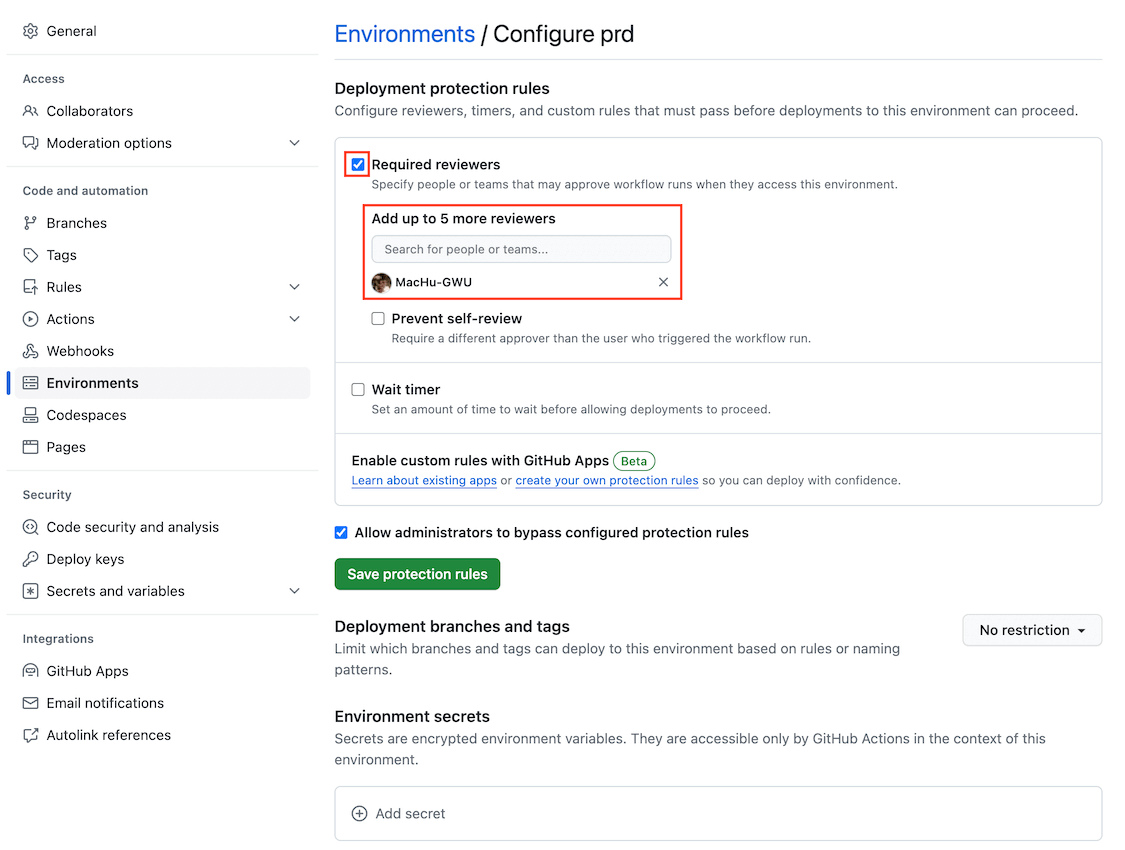 General
Access
Collaborators
Moderation options
Code and automation
Branches
Tags
Rules
Actions
Webhooks
Environments
Codespaces
Pages
Security
Code security and analysis
Deploy keys
Secrets and variables
Integrations
GitHub Apps
Email notifications
Autolink references
Environments / Configure prd
Deployment protection rules
Configure reviewers, timers, and custom rules that must pass before deployments to this environment can proceed.
Required reviewers
Specify people or teams that may approve workflow runs when they access this environment.
Add up to 5 more reviewers
Search for people or teams...
MacHu-GWU
Prevent self-review
Require a different approver than the user who triggered the workflow run.
Wait timer
Set an amount of time to wait before allowing deployments to proceed.
Enable custom rules with GitHub Apps Beta
Learn about existing apps or create your own protection rules so you can deploy with confidence.
Allow administrators to bypass configured protection rules
Save protection rules
Deployment branches and tags
Limit which branches and tags can deploy to this environment based on rules or naming
patterns.
No restriction
Environment secrets
Secrets are encrypted environment variables. They are accessible only by GitHub Actions in the context of this
environment.
Add secret